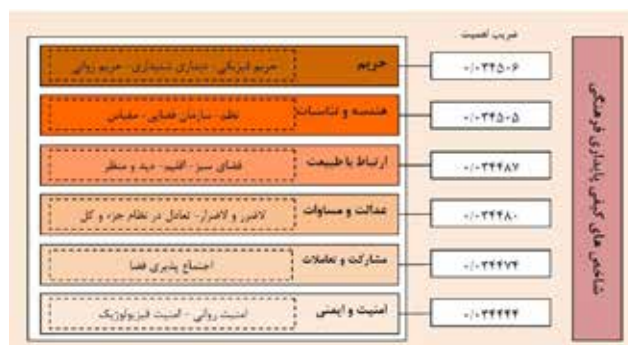 ضریب اهمیت
شاخص های کیفی پایداری فرهنگی
۰/۰۳۴۵۰۶
حریم
حریم فیزیکی- دیداری شنیداری- حریم روانی
۰/۰۳۴۵۰۵
هندسه و تناسبات
نظم- سازمان فضایی- مقیاس
۰/۰۳۴۴۸۷
ارتباط با طبیعت
فضای سبز- اقلیم- دید و منظر
۰/۰۳۴۴۸۰
عدالت و مساوات
لاضرر و لاضرار- تعادل در نظام جزء و کل
۰/۰۳۴۴۷۴
مشارکت و تعاملات
اجتماع پذیری فضا
۰/۰۳۴۴۴۴
امنیت و ایمنی
امنیت روانی - امنیت فیزیولوژیک